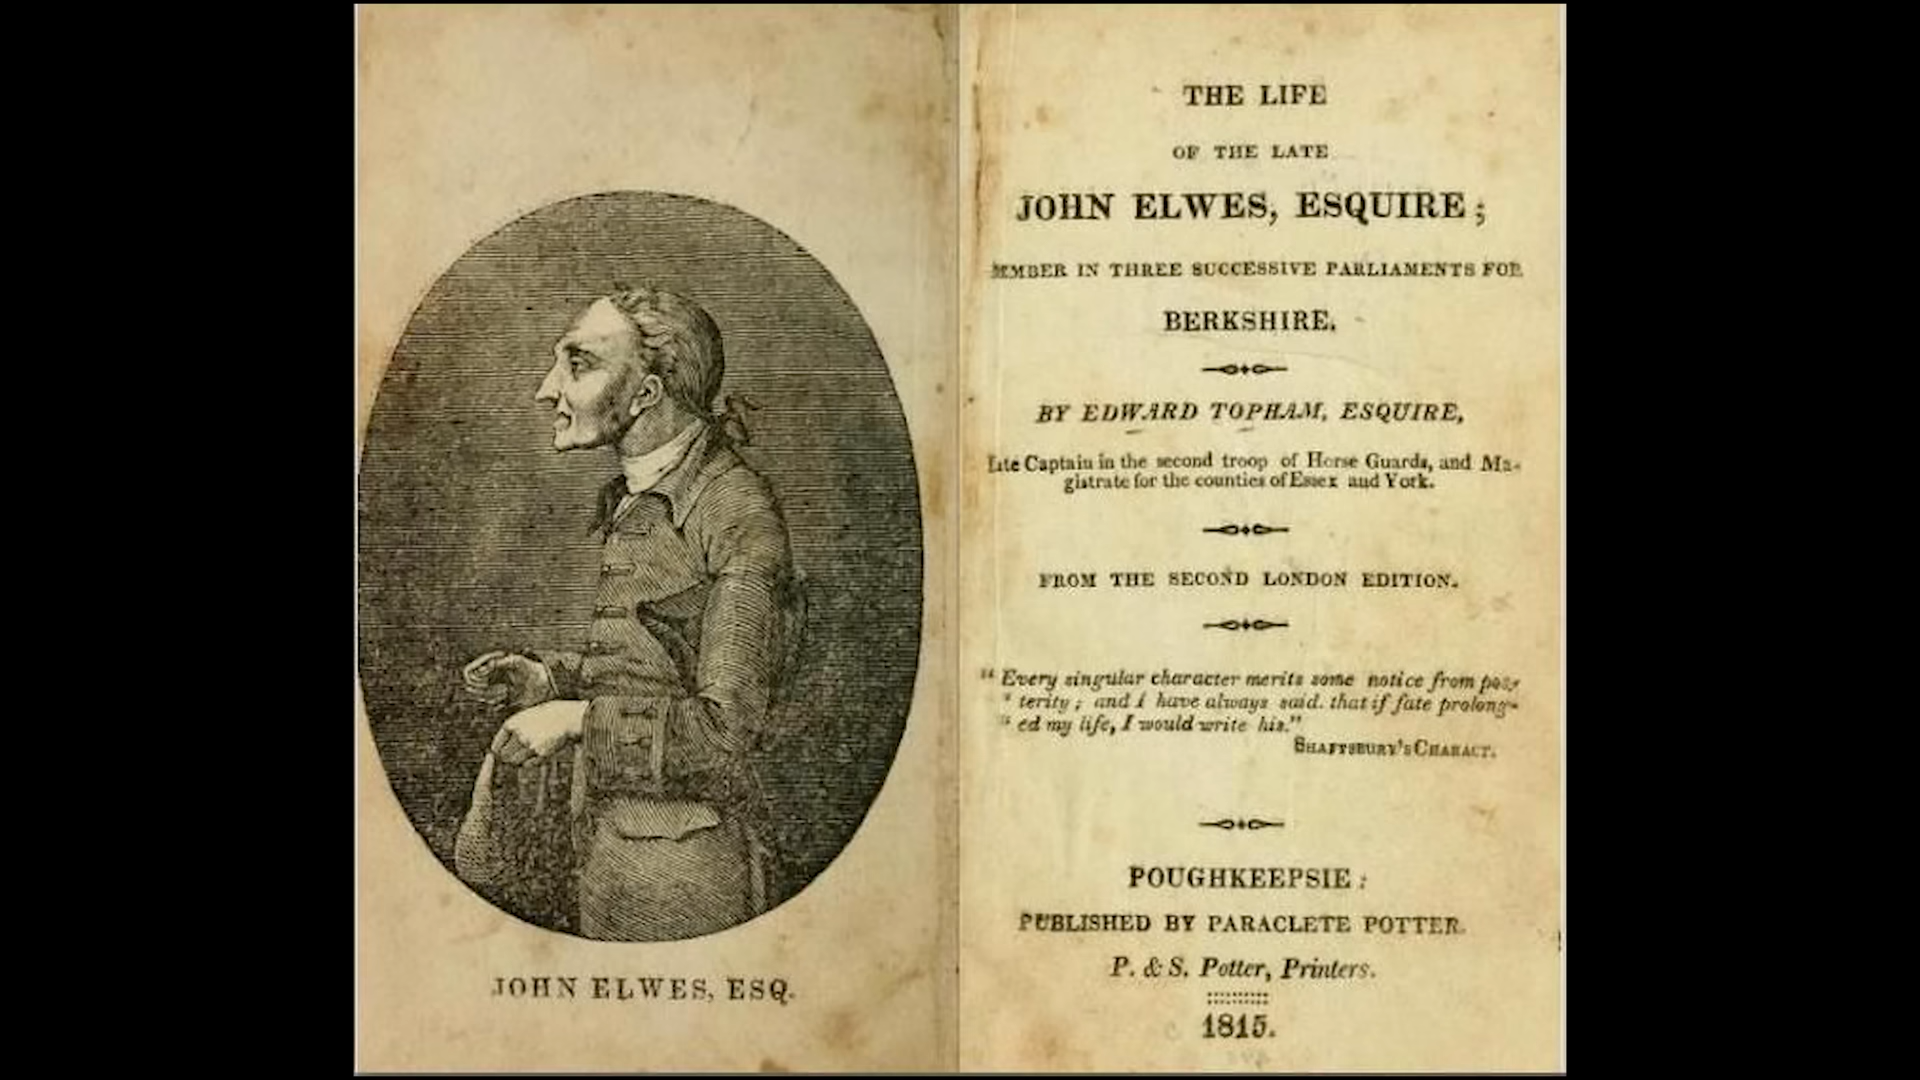 JOHN ELWES, ESQ.
THE LIFE
OF THE LATE
JOHN ELWES, ESQUIRE;
EMBER IN THREE SUCCESSIVE PARLIAMENTS FOR
BERKSHIRE.
BY EDWARD TOPHAM, ESQUIRE,
Late Captain in the second troop of Horse Guards, and Ma-
gistrate for the counties of Essex and York.
FROM THE SECOND LONDON EDITION.
"Every singular character merits some notice from pos-
"terity; and I have always said, that if fate prolong-
"ed my life, I would write his."
SHAFTSBURY'S CHARACT.
POUGHKEEPSIE:
PUBLISHED BY PARACLETE POTTER.
P. & S. Potter, Printers.
1815.